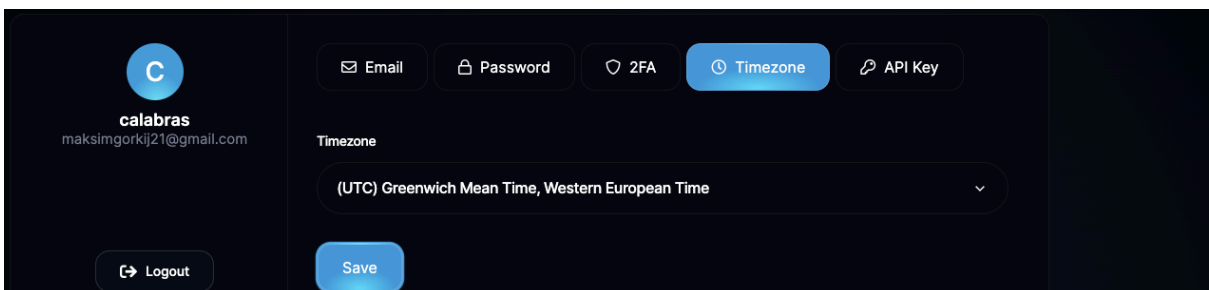 C
calabras
maksimgorkij21@gmail.com
Logout
Email Password 2FA Timezone API Key
Timezone
(UTC) Greenwich Mean Time, Western European Time
Save